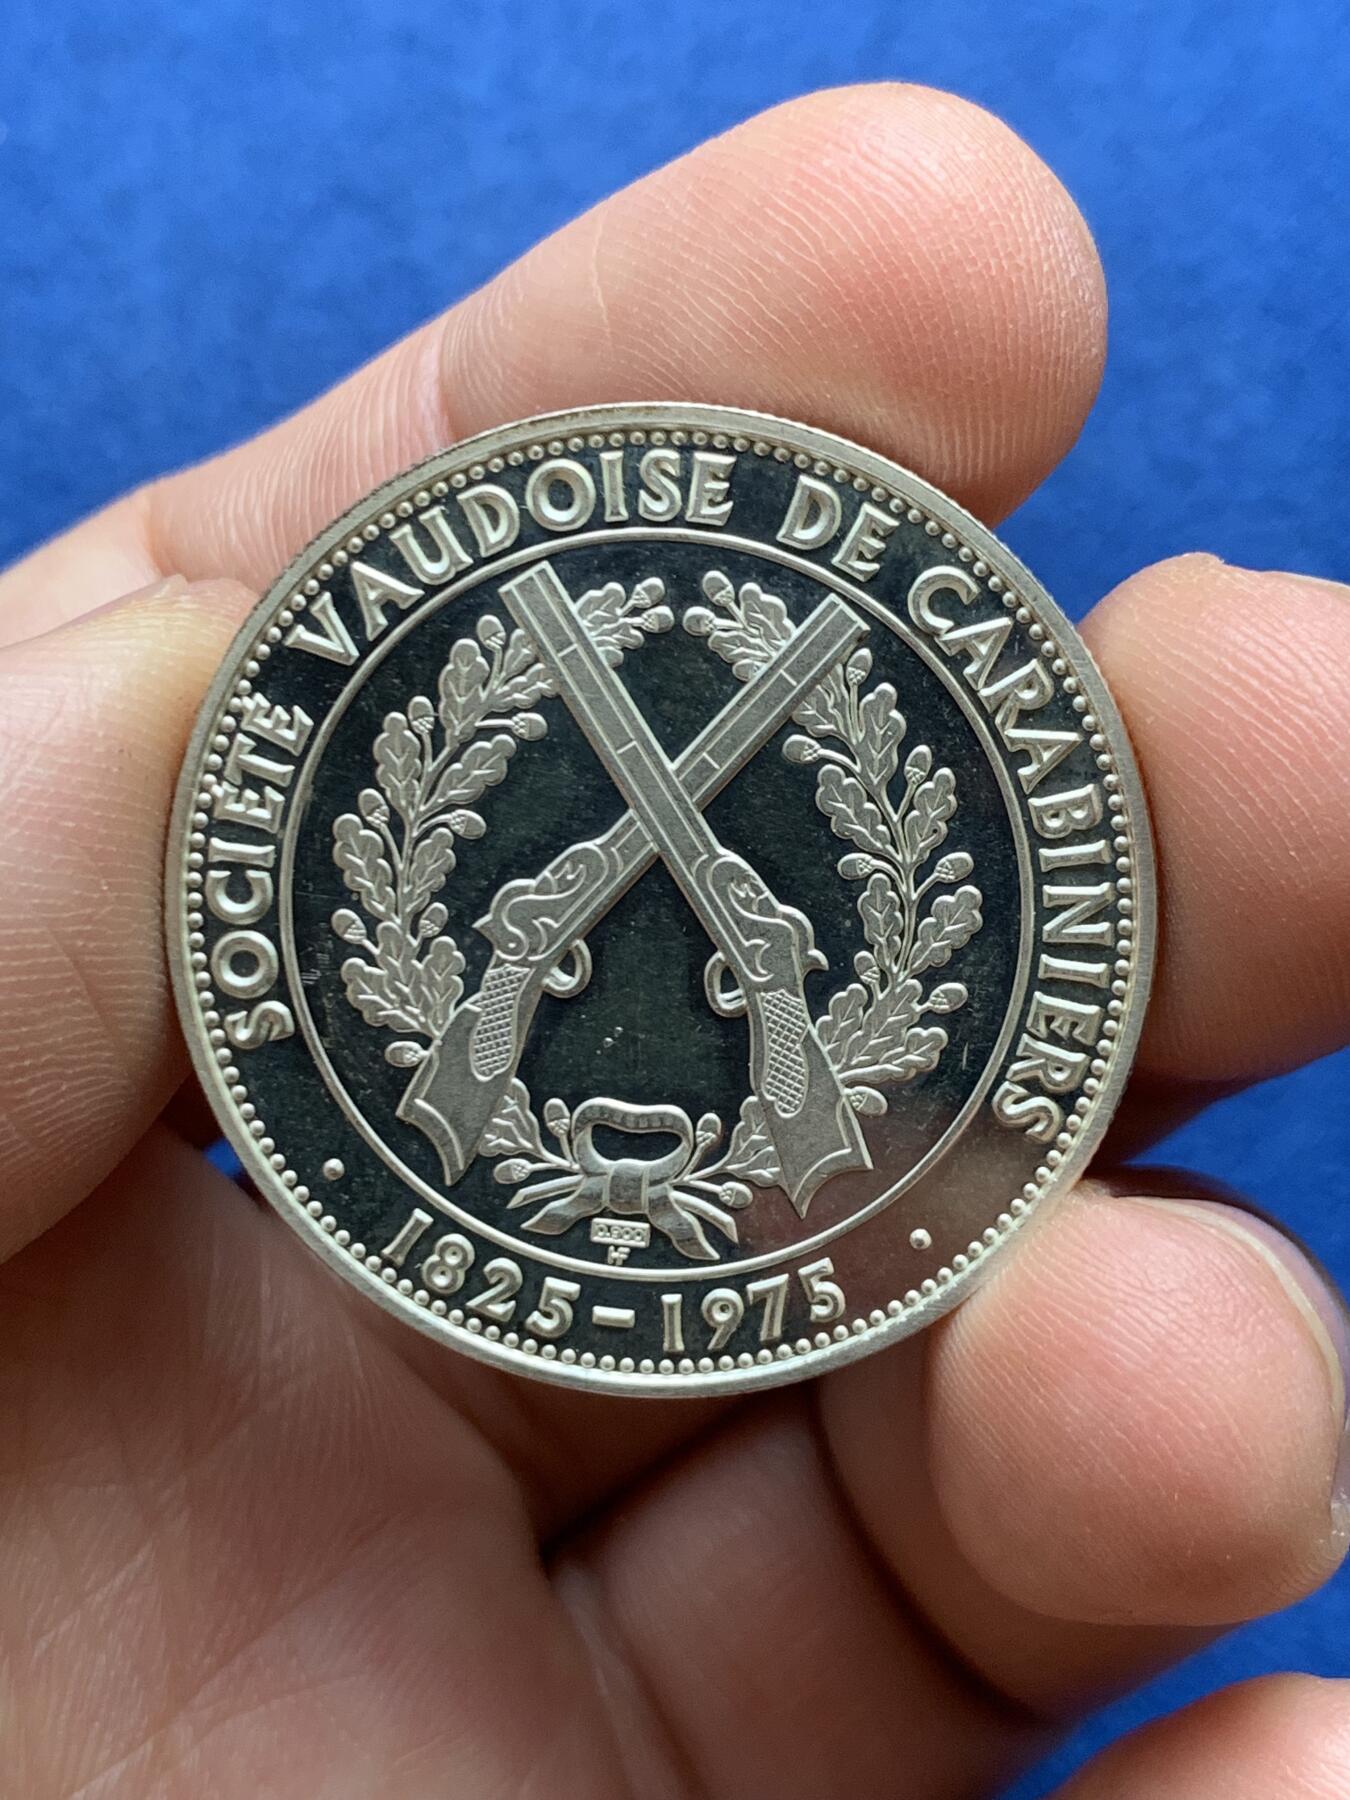 SOCIÉTÉ VAUDOISE DE CARABINIERS
0.900
HF
· 1825 - 1975 ·